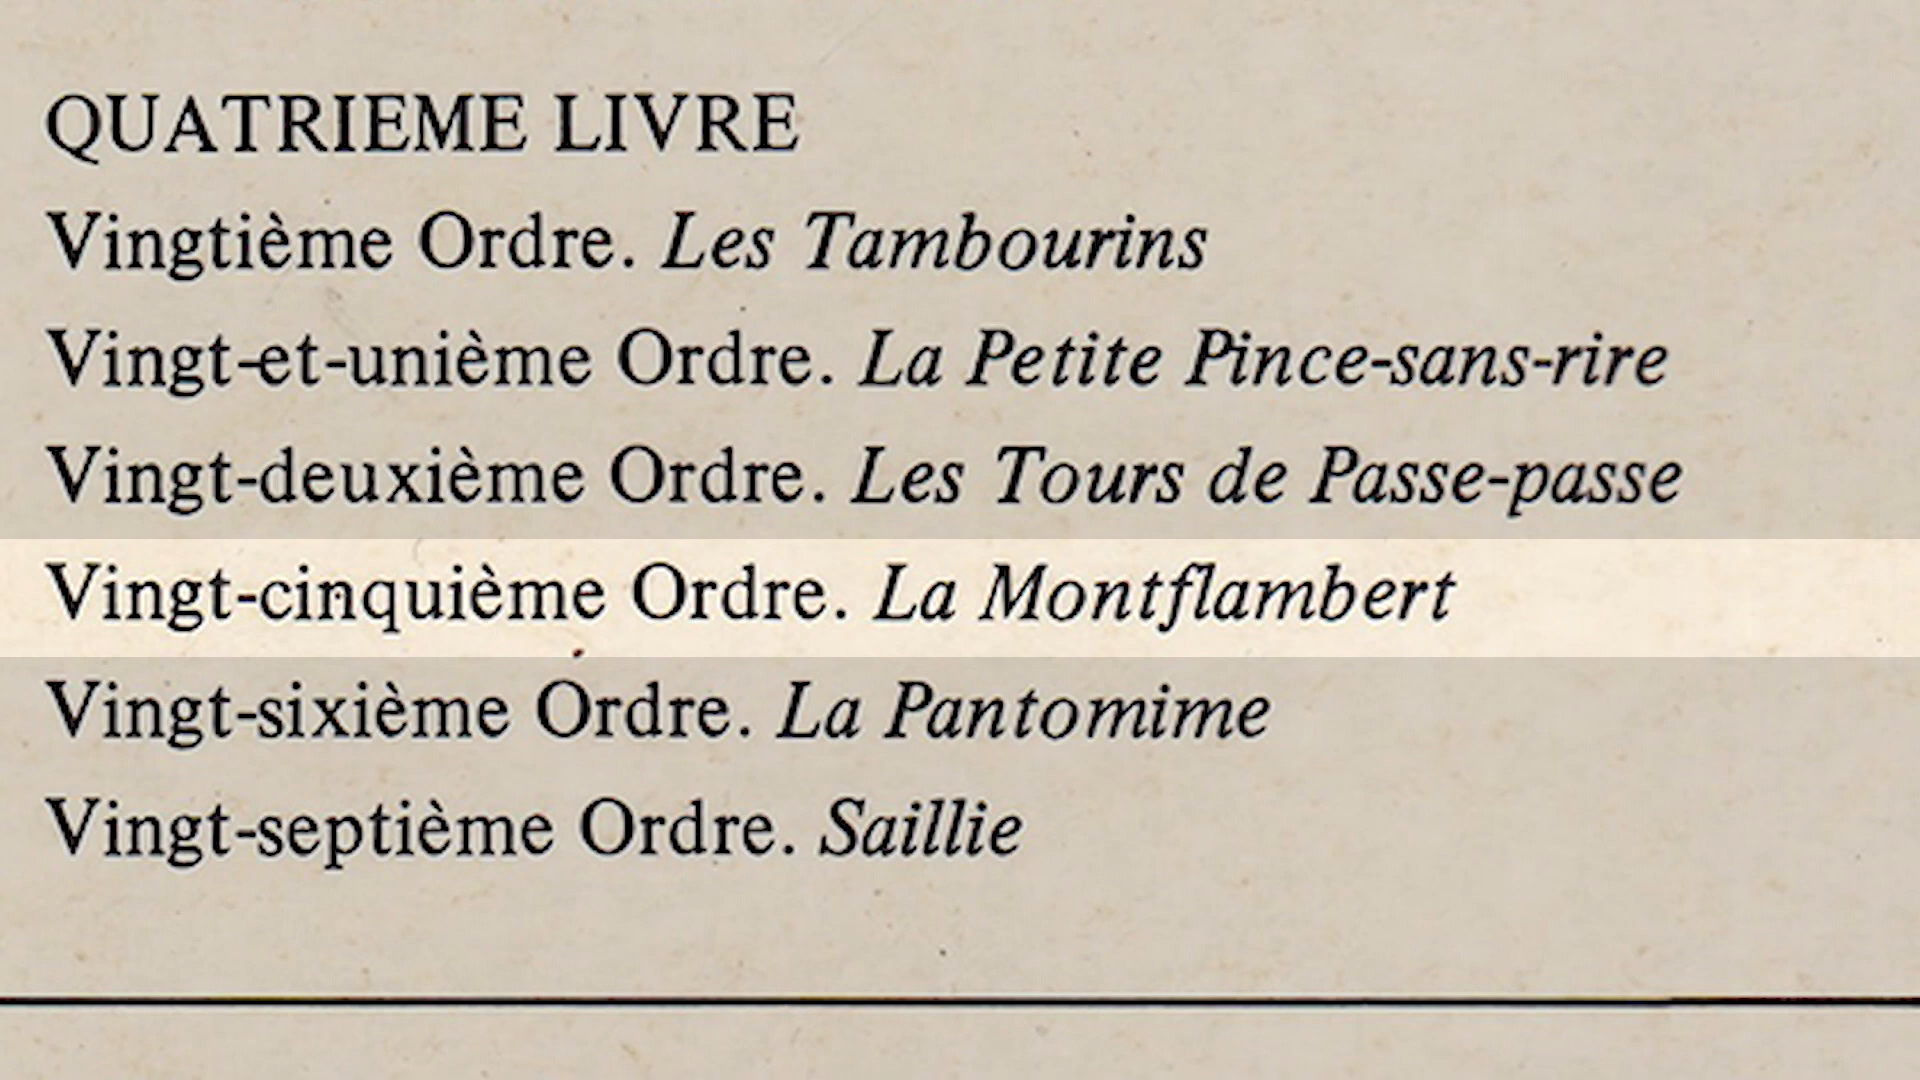 QUATRIEME LIVRE
Vingtième Ordre. Les Tambourins
Vingt-et-unième Ordre. La Petite Pince-sans-rire
Vingt-deuxième Ordre. Les Tours de Passe-passe
Vingt-cinquième Ordre. La Montflambert
Vingt-sixième Ordre. La Pantomime
Vingt-septième Ordre. Saillie